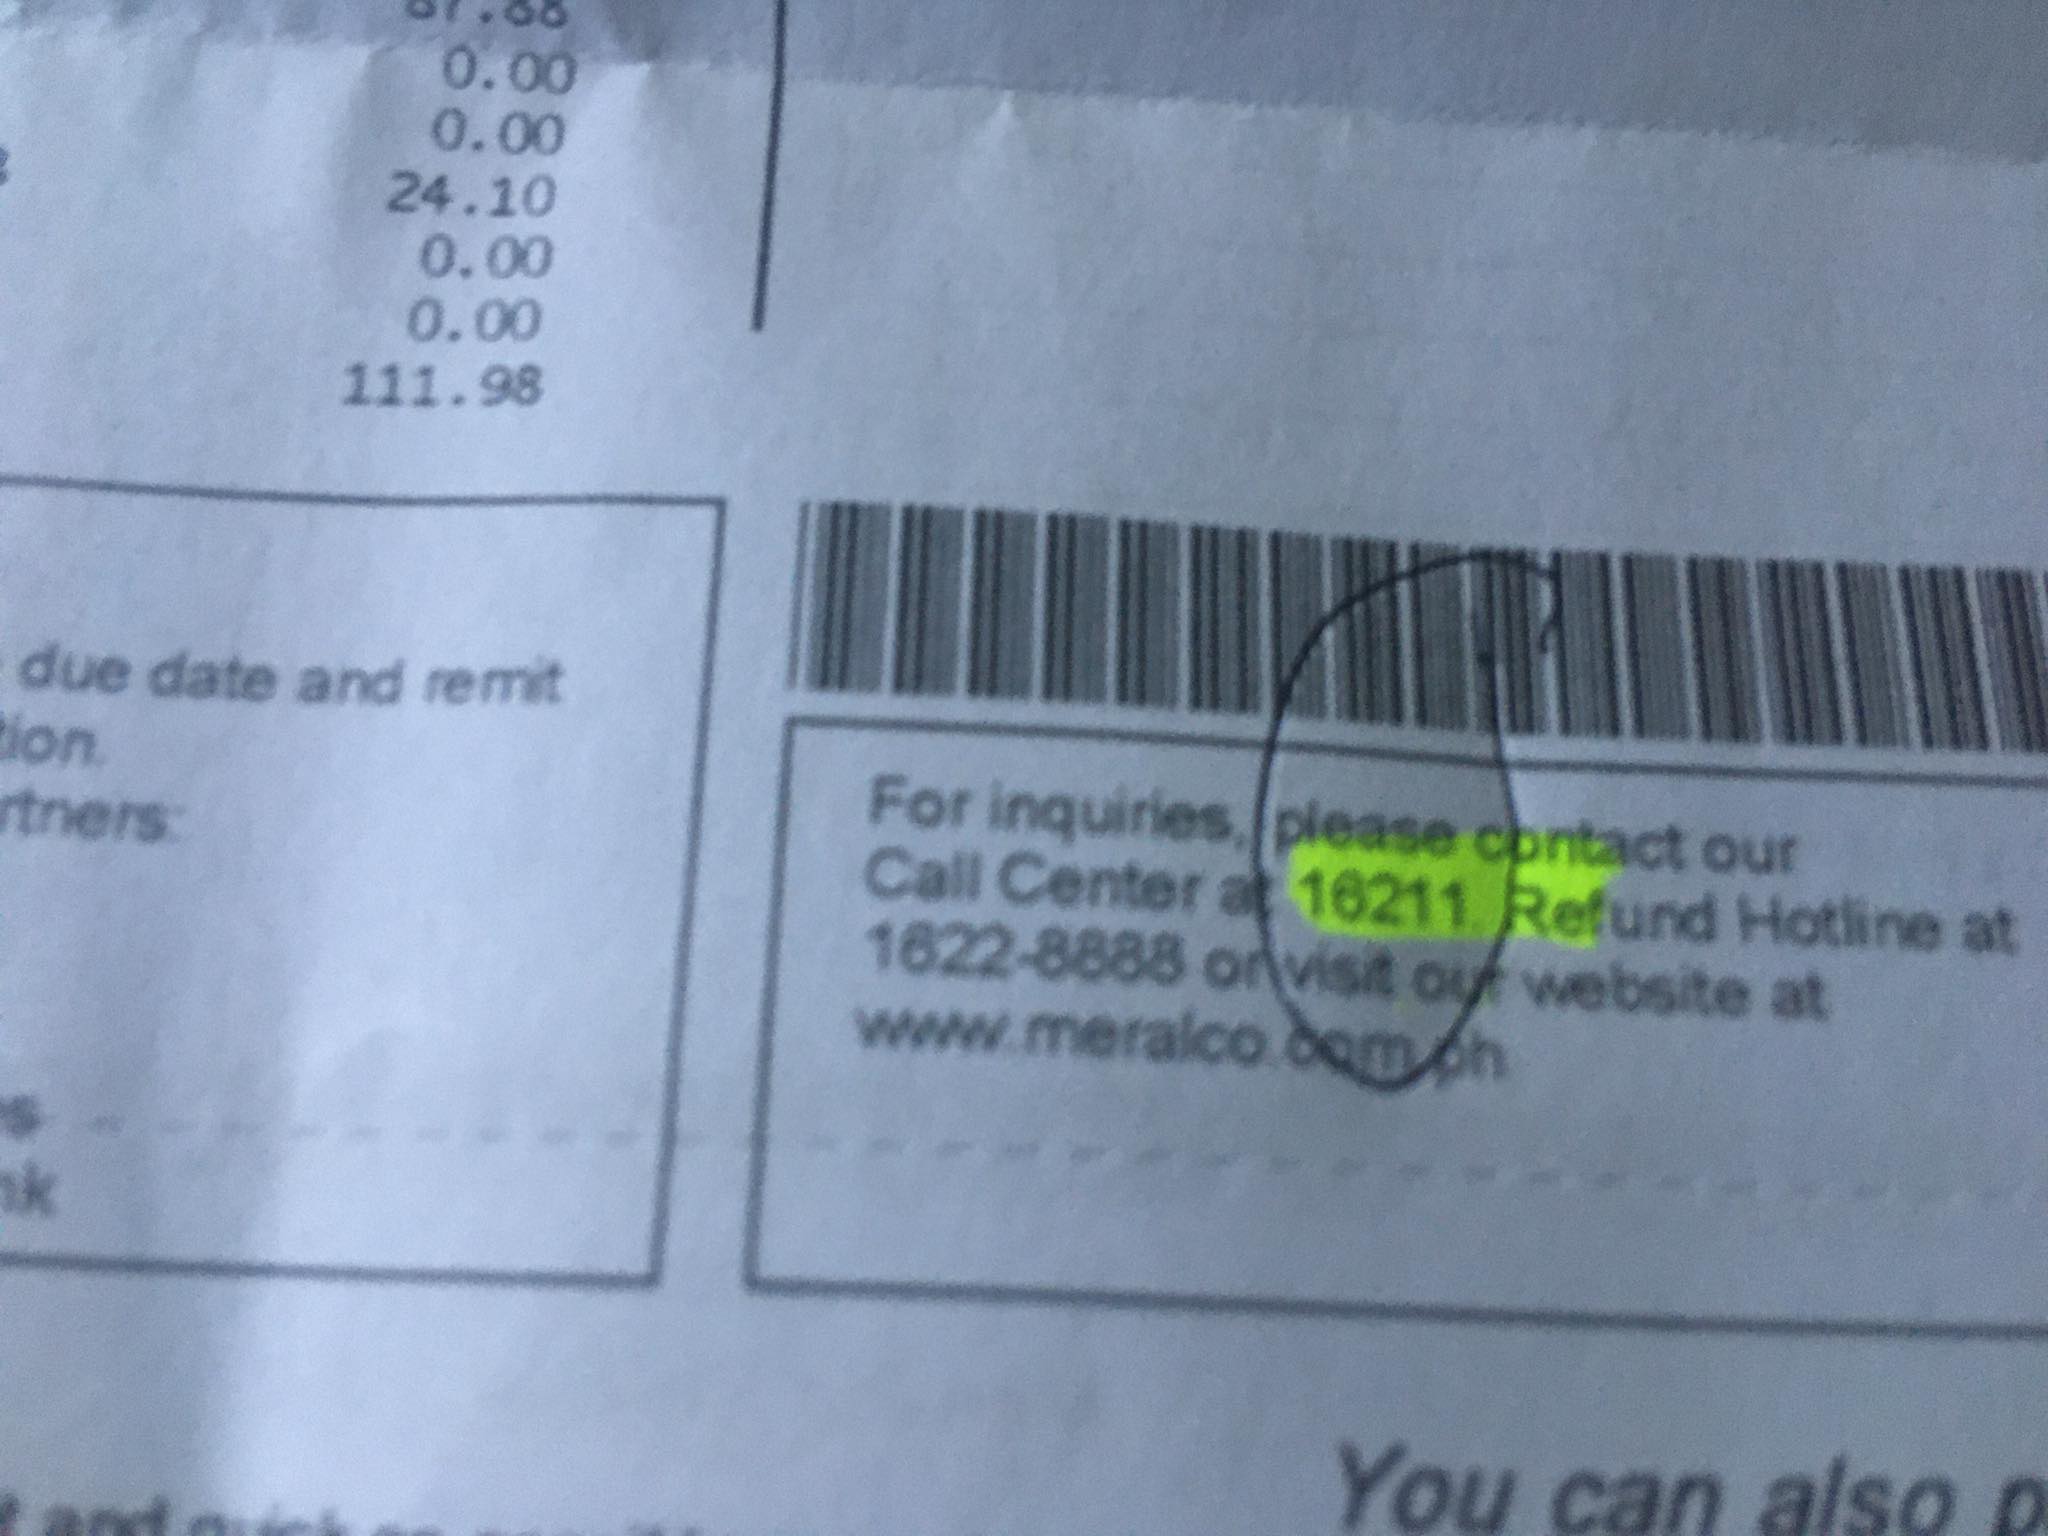 87.88
0.00
0.00
24.10
0.00
0.00
111.98
due date and remit
For inquiries, please contact our
Call Center at 16211. Refund Hotline at
1622-8888 or visit our website at
www.meralco.com.ph
You can also